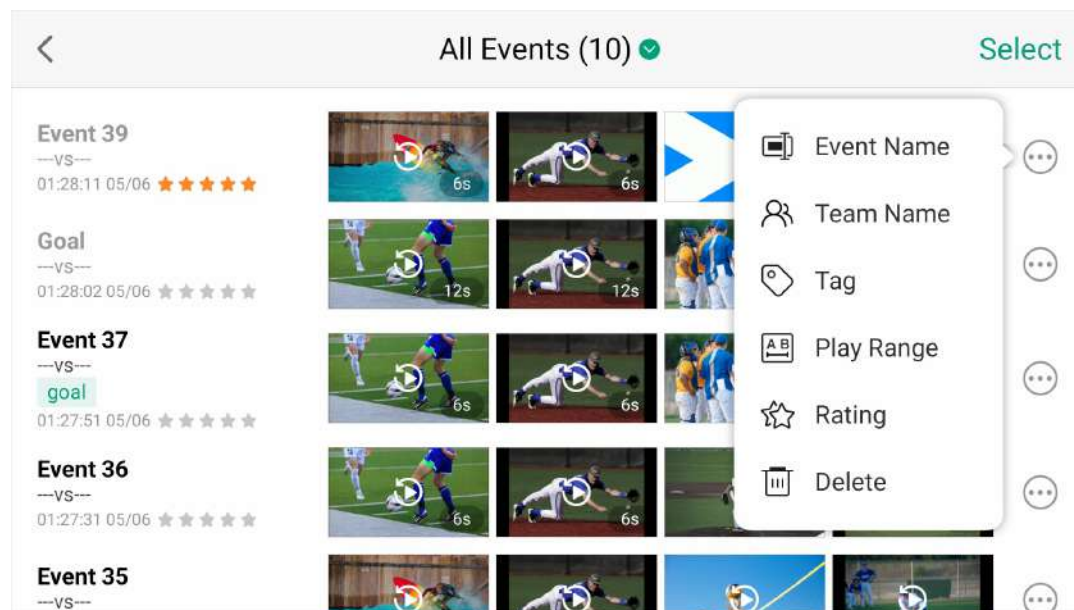 All Events (10)
Select
Event 39
---vs---
01:28:11 05/06
6s
6s
Goal
---vs---
01:28:02 05/06
12s
12s
Event 37
---vs---
goal
01:27:51 05/06
6s
6s
Event 36
---vs---
01:27:31 05/06
6s
6s
Event 35
---vs---
Event Name
Team Name
Tag
A B
Play Range
Rating
Delete